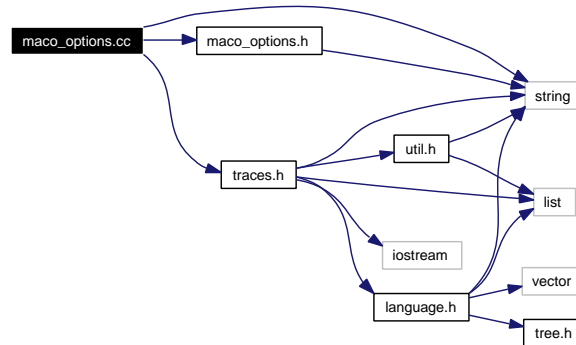 maco_options.cc
maco_options.h
string
util.h
traces.h
list
iostream
vector
language.h
tree.h